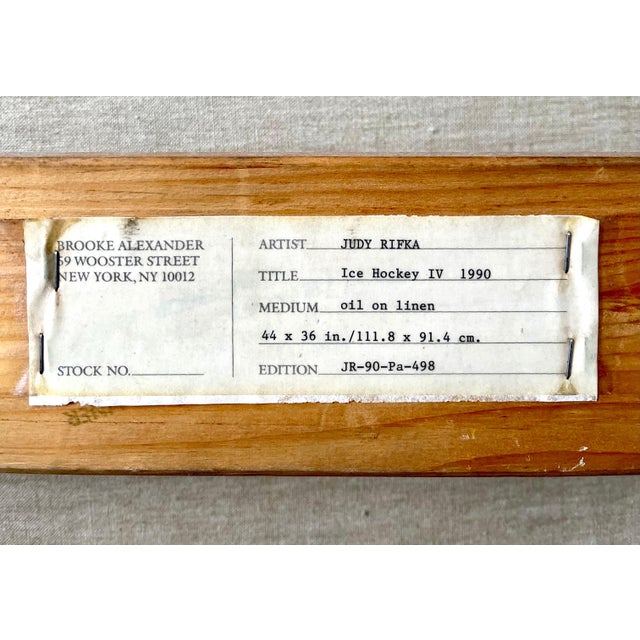 BROOKE ALEXANDER
59 WOOSTER STREET
NEW YORK, NY 10012
STOCK NO.
ARTIST JUDY RIFKA
TITLE Ice Hockey IV 1990
MEDIUM oil on linen
44 x 36 in./111.8 x 91.4 cm.
EDITION JR-90-Pa-498